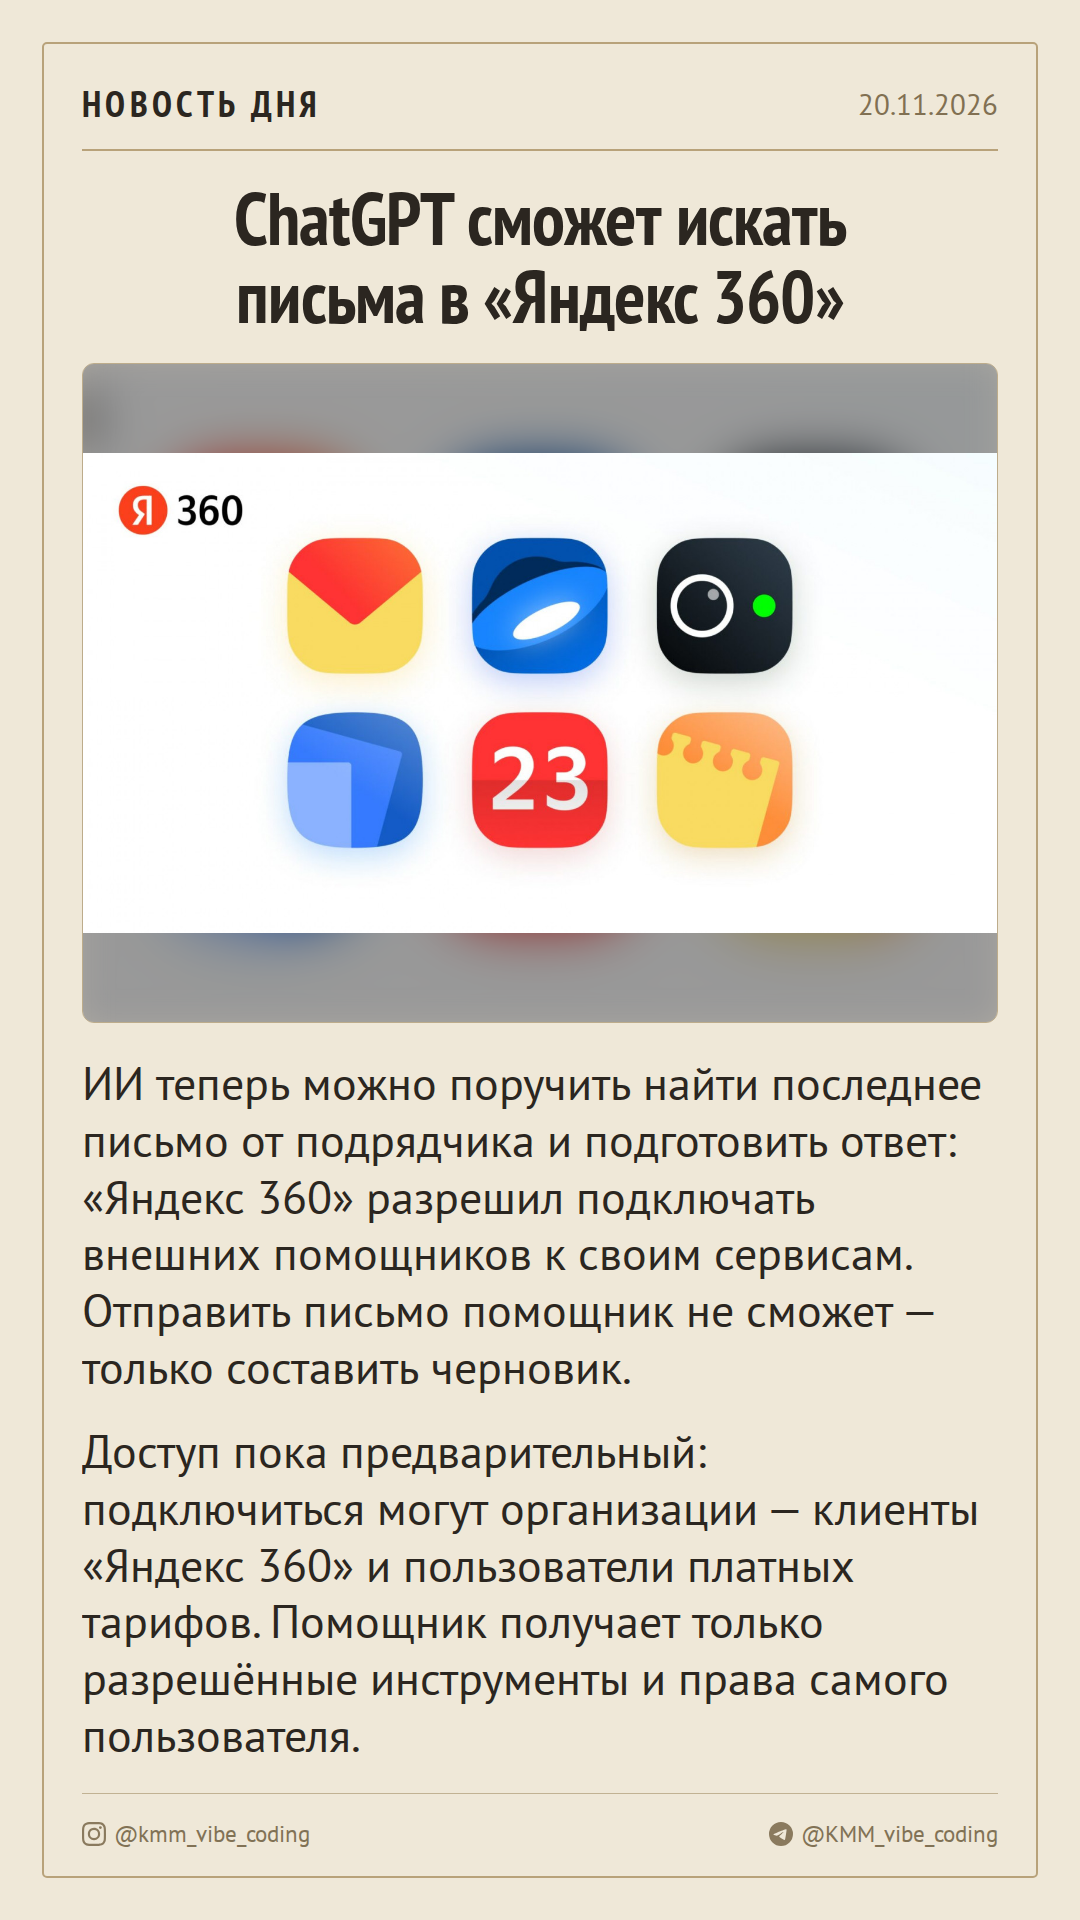 НОВОСТЬ ДНЯ
20.11.2026
ChatGPT сможет искать
письма в «Яндекс 360»
Я 360
23
ИИ теперь можно поручить найти последнее
письмо от подрядчика и подготовить ответ:
«Яндекс 360» разрешил подключать
внешних помощников к своим сервисам.
Отправить письмо помощник не сможет —
только составить черновик.
Доступ пока предварительный:
подключиться могут организации — клиенты
«Яндекс 360» и пользователи платных
тарифов. Помощник получает только
разрешённые инструменты и права самого
пользователя.
@kmm_vibe_coding
@KMM_vibe_coding